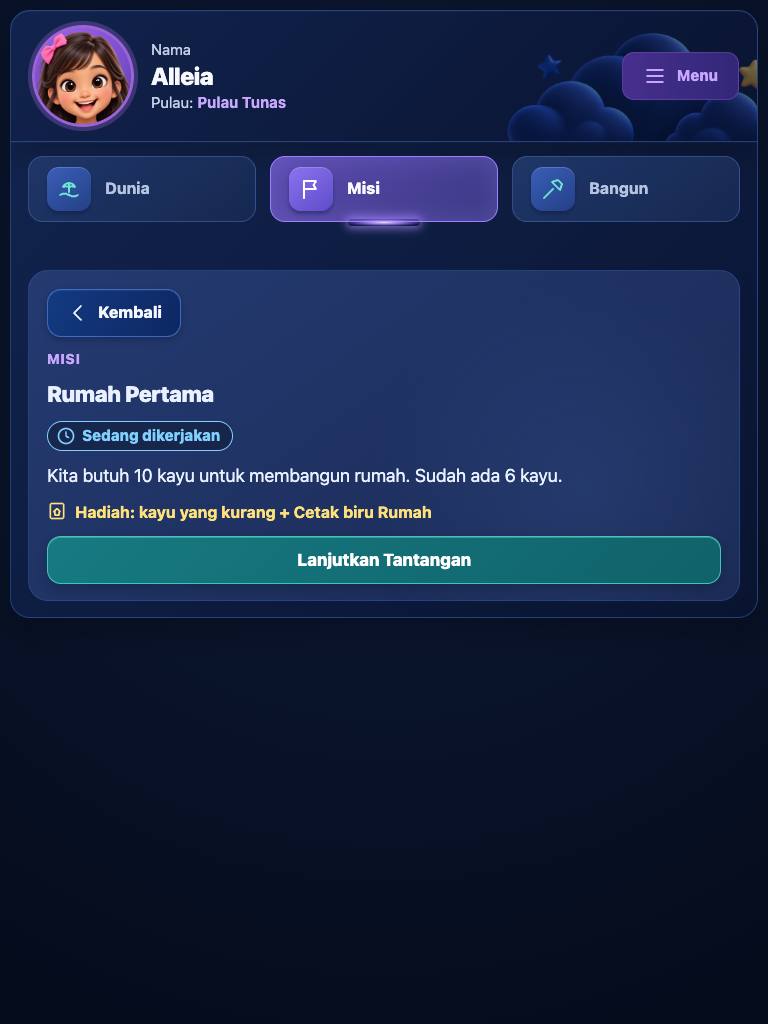 Nama
Alleia
Pulau: Pulau Tunas
Menu
Dunia
Misi
Bangun
Kembali
MISI
Rumah Pertama
Sedang dikerjakan
Kita butuh 10 kayu untuk membangun rumah. Sudah ada 6 kayu.
Hadiah: kayu yang kurang + Cetak biru Rumah
Lanjutkan Tantangan